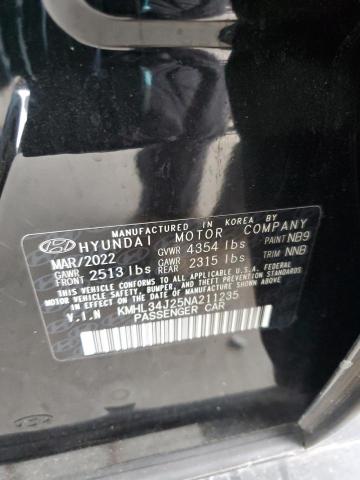 MANUFACTURED IN KOREA BY
HYUNDAI MOTOR COMPANY
MAR/2022 GVWR 4354 lbs PAINT NB9
GAWR FRONT 2513 lbs GAWR REAR 2315 lbs TRIM NNB
THIS VEHICLE CONFORMS TO ALL APPLICABLE FEDERAL
MOTOR VEHICLE SAFETY, BUMPER, AND THEFT PREVENTION STANDARDS
IN EFFECT ON THE DATE OF MANUFACTURE SHOWN ABOVE.
V.I.N KMHL34J25NA211235
PASSENGER CAR